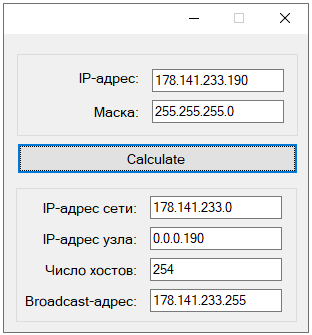 IP-адрес: 178.141.233.190
Маска: 255.255.255.0
Calculate
IP-адрес сети: 178.141.233.0
IP-адрес узла: 0.0.0.190
Число хостов: 254
Broadcast-адрес: 178.141.233.255